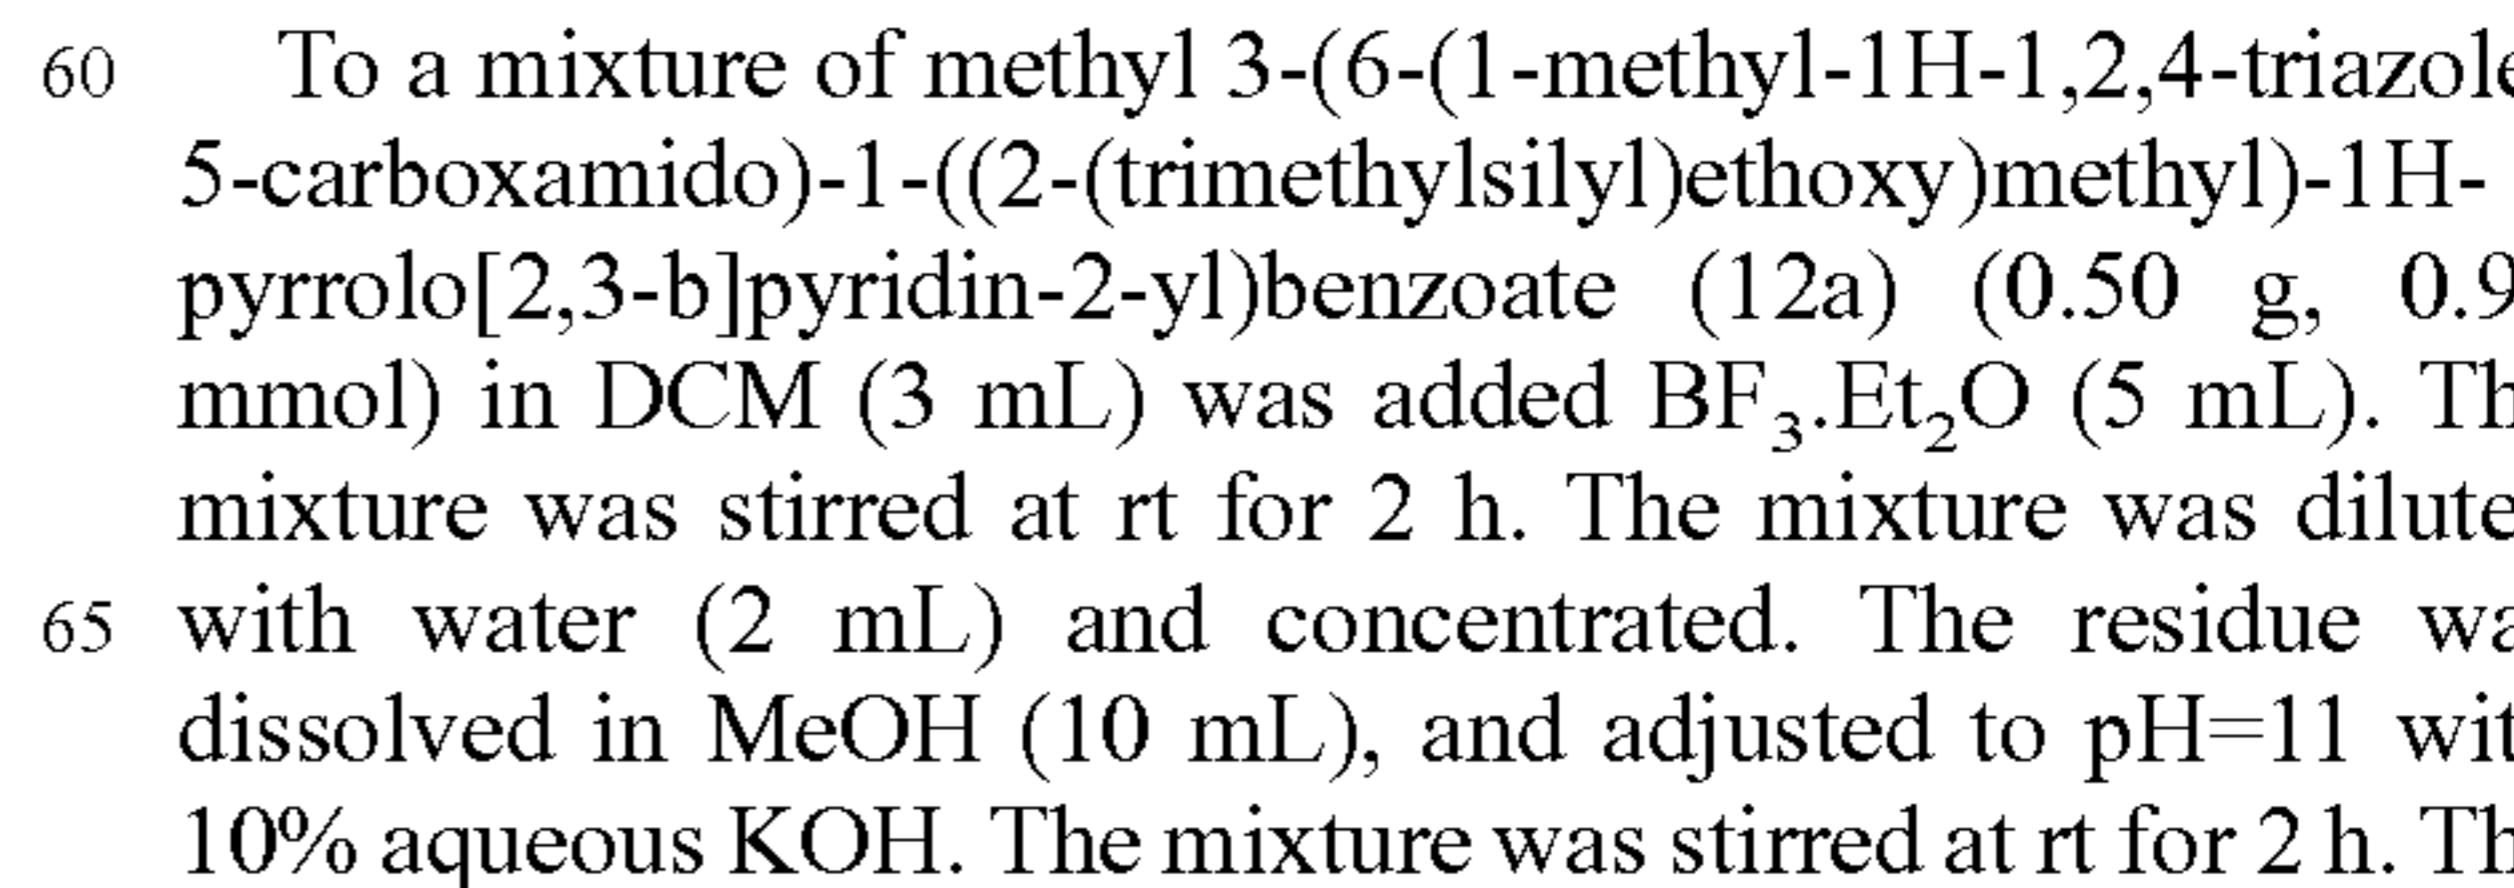 60 To a mixture of methyl 3-(6-(1-methyl-1H-1,2,4-triazole
5-carboxamido)-1-((2-(trimethylsilyl)ethoxy)methyl)-1H-
pyrrolo[2,3-b]pyridin-2-yl)benzoate (12a) (0.50 g, 0.9
mmol) in DCM (3 mL) was added BF₃.Et₂O (5 mL). Th
mixture was stirred at rt for 2 h. The mixture was dilute
65 with water (2 mL) and concentrated. The residue wa
dissolved in MeOH (10 mL), and adjusted to pH=11 wit
10% aqueous KOH. The mixture was stirred at rt for 2 h. Th